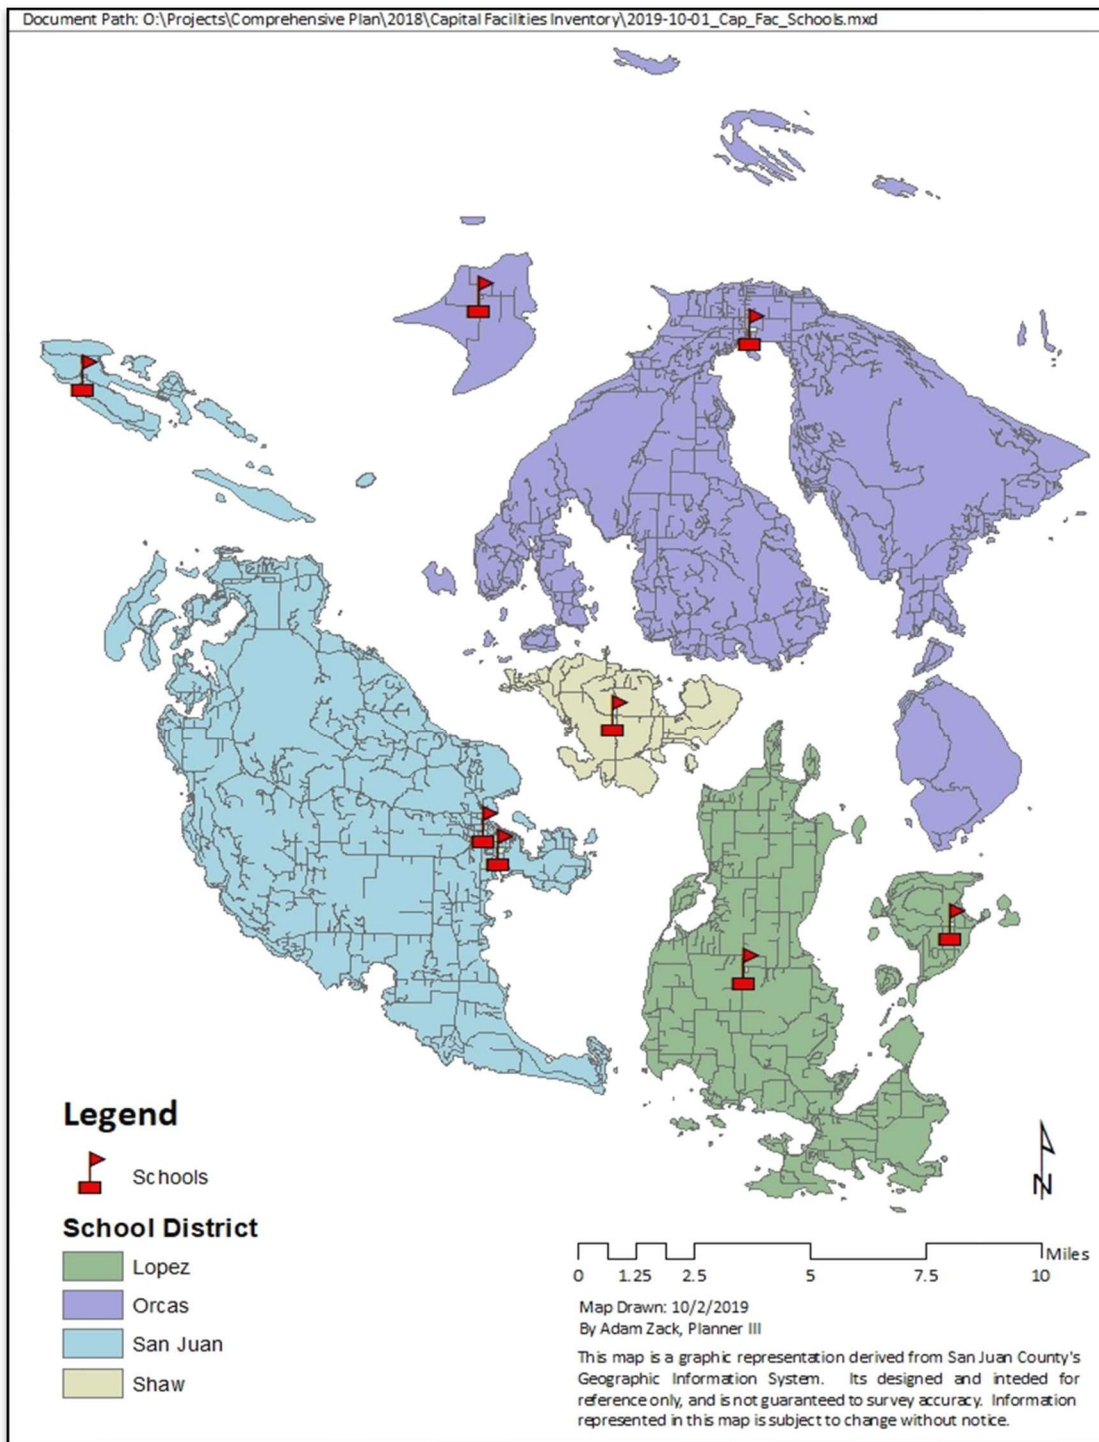 Document Path: O:\Projects\Comprehensive Plan\2018\Capital Facilities Inventory\2019-10-01_Cap_Fac_Schools.mxd
Legend
Schools
School District
Lopez
Orcas
San Juan
Shaw
N
Miles
0 1.25 2.5 5 7.5 10
Map Drawn: 10/2/2019
By Adam Zack, Planner III
This map is a graphic representation derived from San Juan County's
Geographic Information System. Its designed and inteded for
reference only, and is not guaranteed to survey accuracy. Information
represented in this map is subject to change without notice.